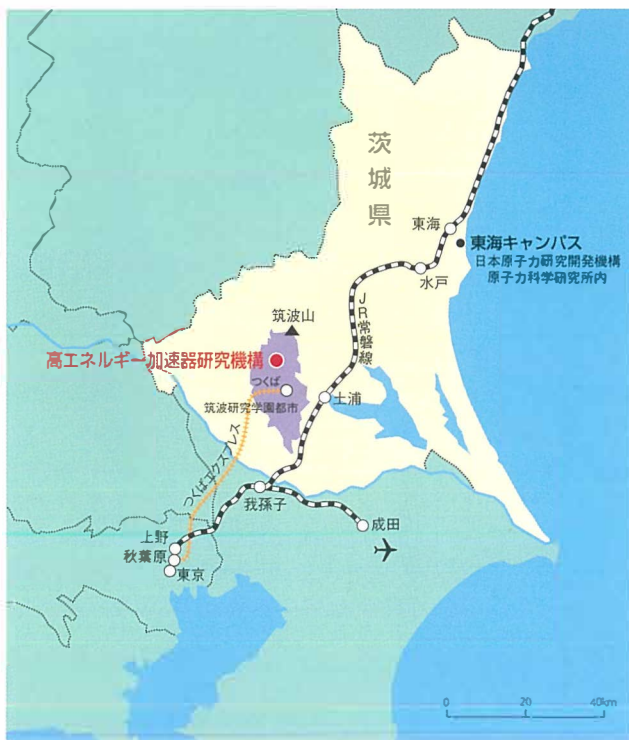 茨城県
東海
東海キャンパス
日本原子力研究開発機構
原子力科学研究所内
水戸
JR常磐線
筑波山
高エネルギー加速器研究機構
つくば
筑波研究学園都市
土浦
つくばエクスプレス
我孫子
成田
上野
秋葉原
東京
0 20 40km